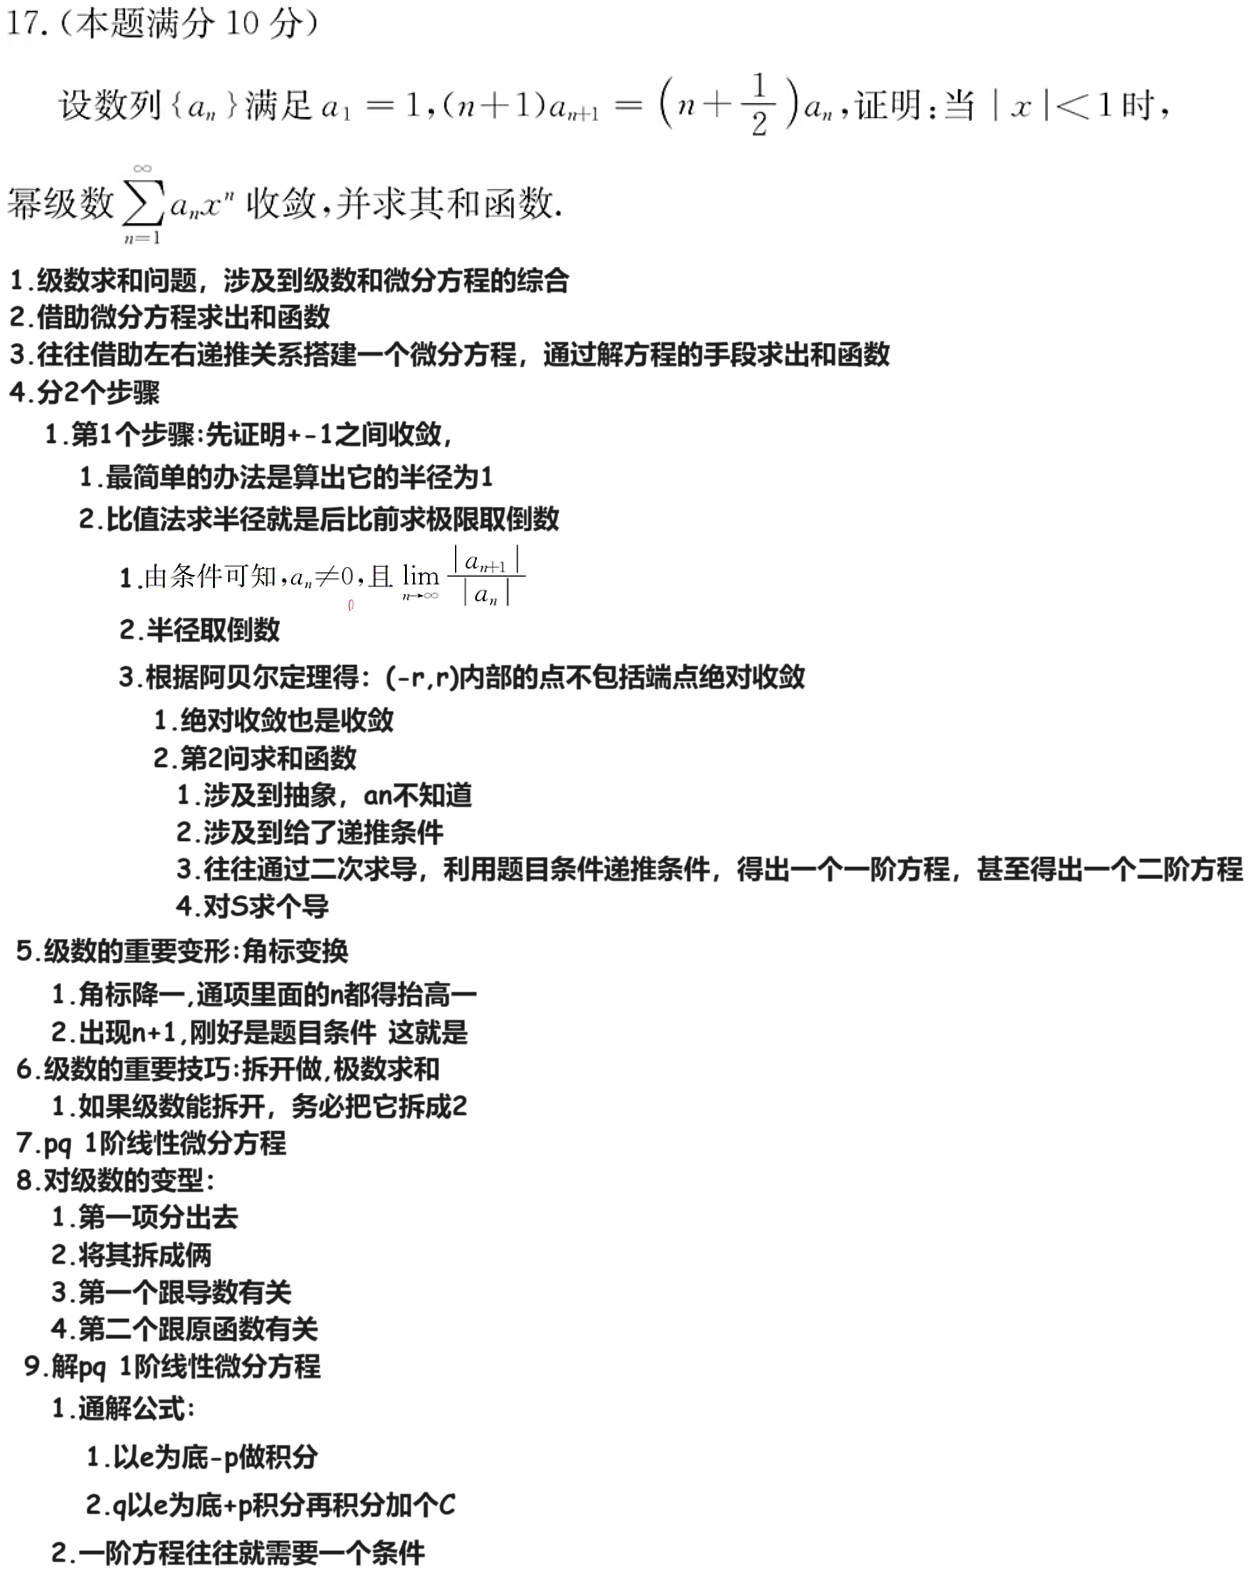 17.(本题满分 10 分)
设数列{aₙ}满足 a₁ = 1,(n+1)aₙ₊₁ = (n+1/2)aₙ,证明:当 | x |< 1 时,
幂级数 ∑_{n=1}^{∞} aₙxⁿ 收敛,并求其和函数.
1.级数求和问题，涉及到级数和微分方程的综合
2.借助微分方程求出和函数
3.往往借助左右递推关系搭建一个微分方程，通过解方程的手段求出和函数
4.分2个步骤
1.第1个步骤:先证明+-1之间收敛,
1.最简单的办法是算出它的半径为1
2.比值法求半径就是后比前求极限取倒数
1.由条件可知,aₙ≠0,且 lim_{n→∞} |aₙ₊₁|/|aₙ|
2.半径取倒数
3.根据阿贝尔定理得：(-r,r)内部的点不包括端点绝对收敛
1.绝对收敛也是收敛
2.第2问求和函数
1.涉及到抽象，an不知道
2.涉及到给了递推条件
3.往往通过二次求导，利用题目条件递推条件，得出一个一阶方程，甚至得出一个二阶方程
4.对S求个导
5.级数的重要变形:角标变换
1.角标降一,通项里面的n都得抬高一
2.出现n+1,刚好是题目条件 这就是
6.级数的重要技巧:拆开做,极数求和
1.如果级数能拆开，务必把它拆成2
7.pq 1阶线性微分方程
8.对级数的变型：
1.第一项分出去
2.将其拆成俩
3.第一个跟导数有关
4.第二个跟原函数有关
9.解pq 1阶线性微分方程
1.通解公式：
1.以e为底-p做积分
2.q以e为底+p积分再积分加个C
2.一阶方程往往就需要一个条件